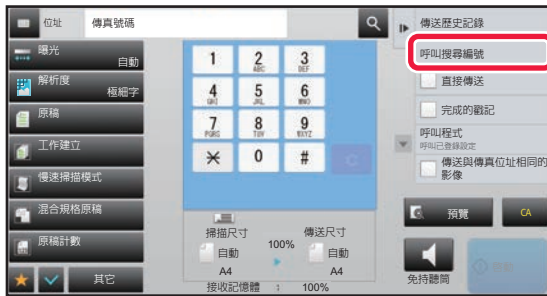 位址 傳真號碼
曝光
自動
解析度
極細字
原稿
工作建立
慢速掃描模式
混合規格原稿
原稿計數
其它
1 2 3
ABC DEF
4 5 6
GHI JKL MNO
7 8 9
PQRS TUV WXYZ
0 #
C
掃描尺寸 傳送尺寸
自動 100% 自動
A4 A4
接收記憶體 : 100%
傳送歷史記錄
呼叫搜尋編號
直接傳送
完成的戳記
呼叫程式
呼叫已登錄設定
傳送與傳真位址相同的
影像
預覽 CA
免持聽筒
啟動